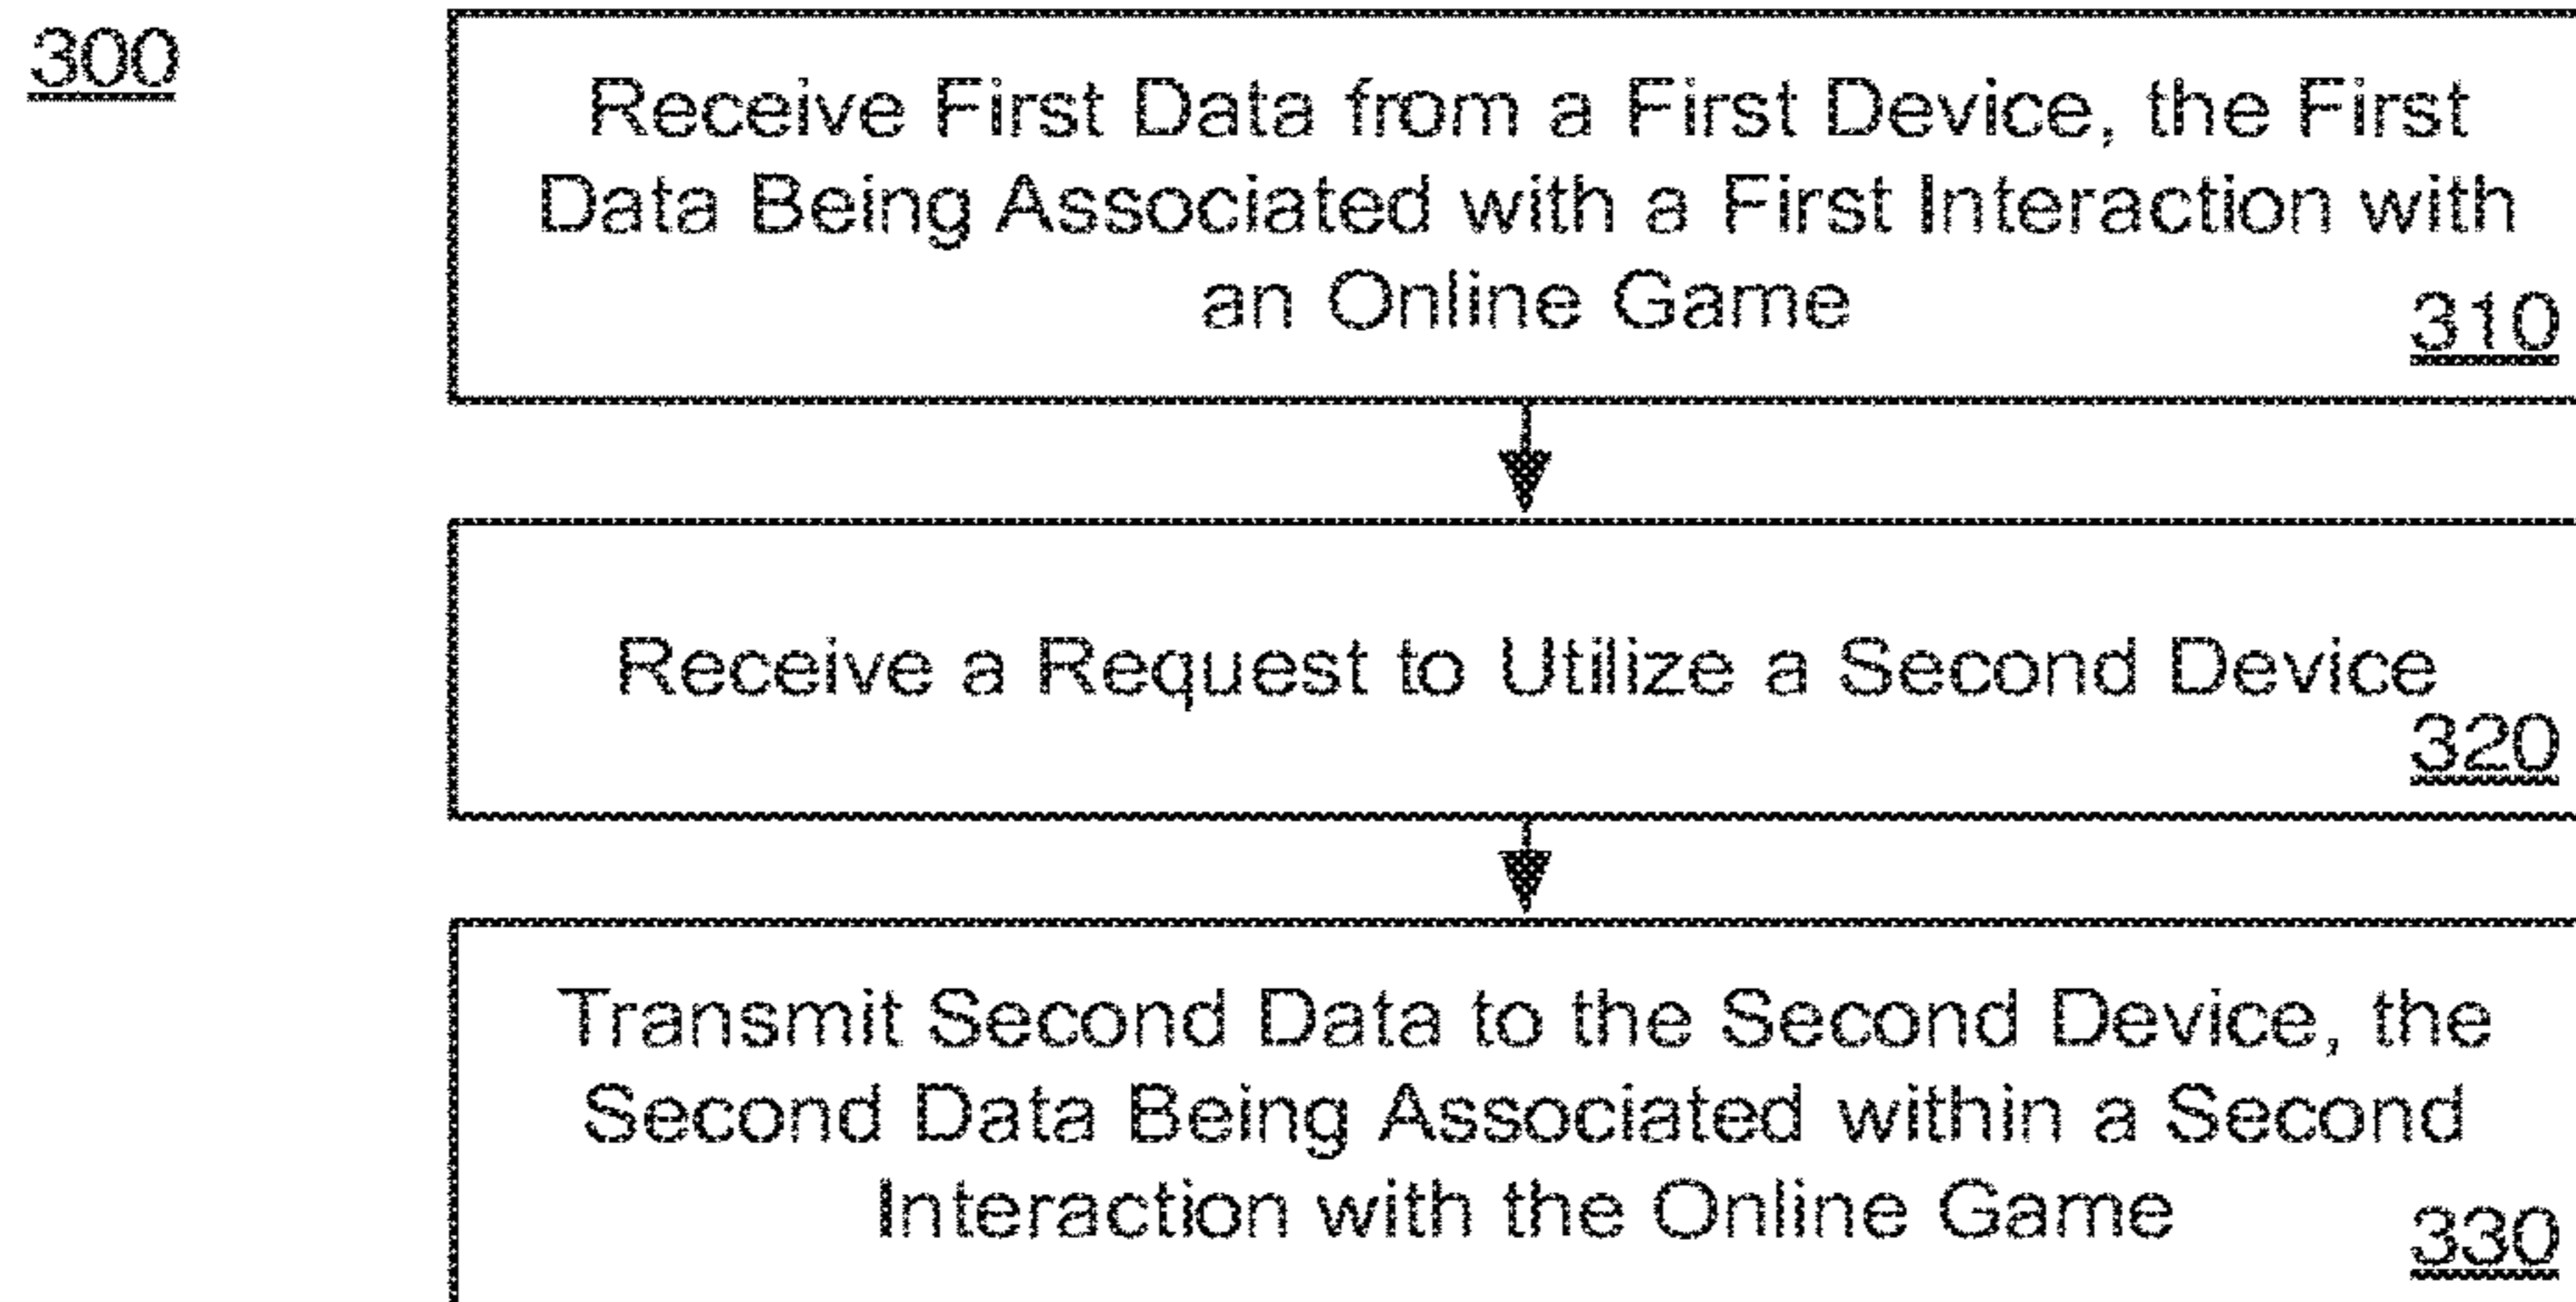 300
Receive First Data from a First Device, the First
Data Being Associated with a First Interaction with
an Online Game
310
Receive a Request to Utilize a Second Device
320
Transmit Second Data to the Second Device, the
Second Data Being Associated within a Second
Interaction with the Online Game
330